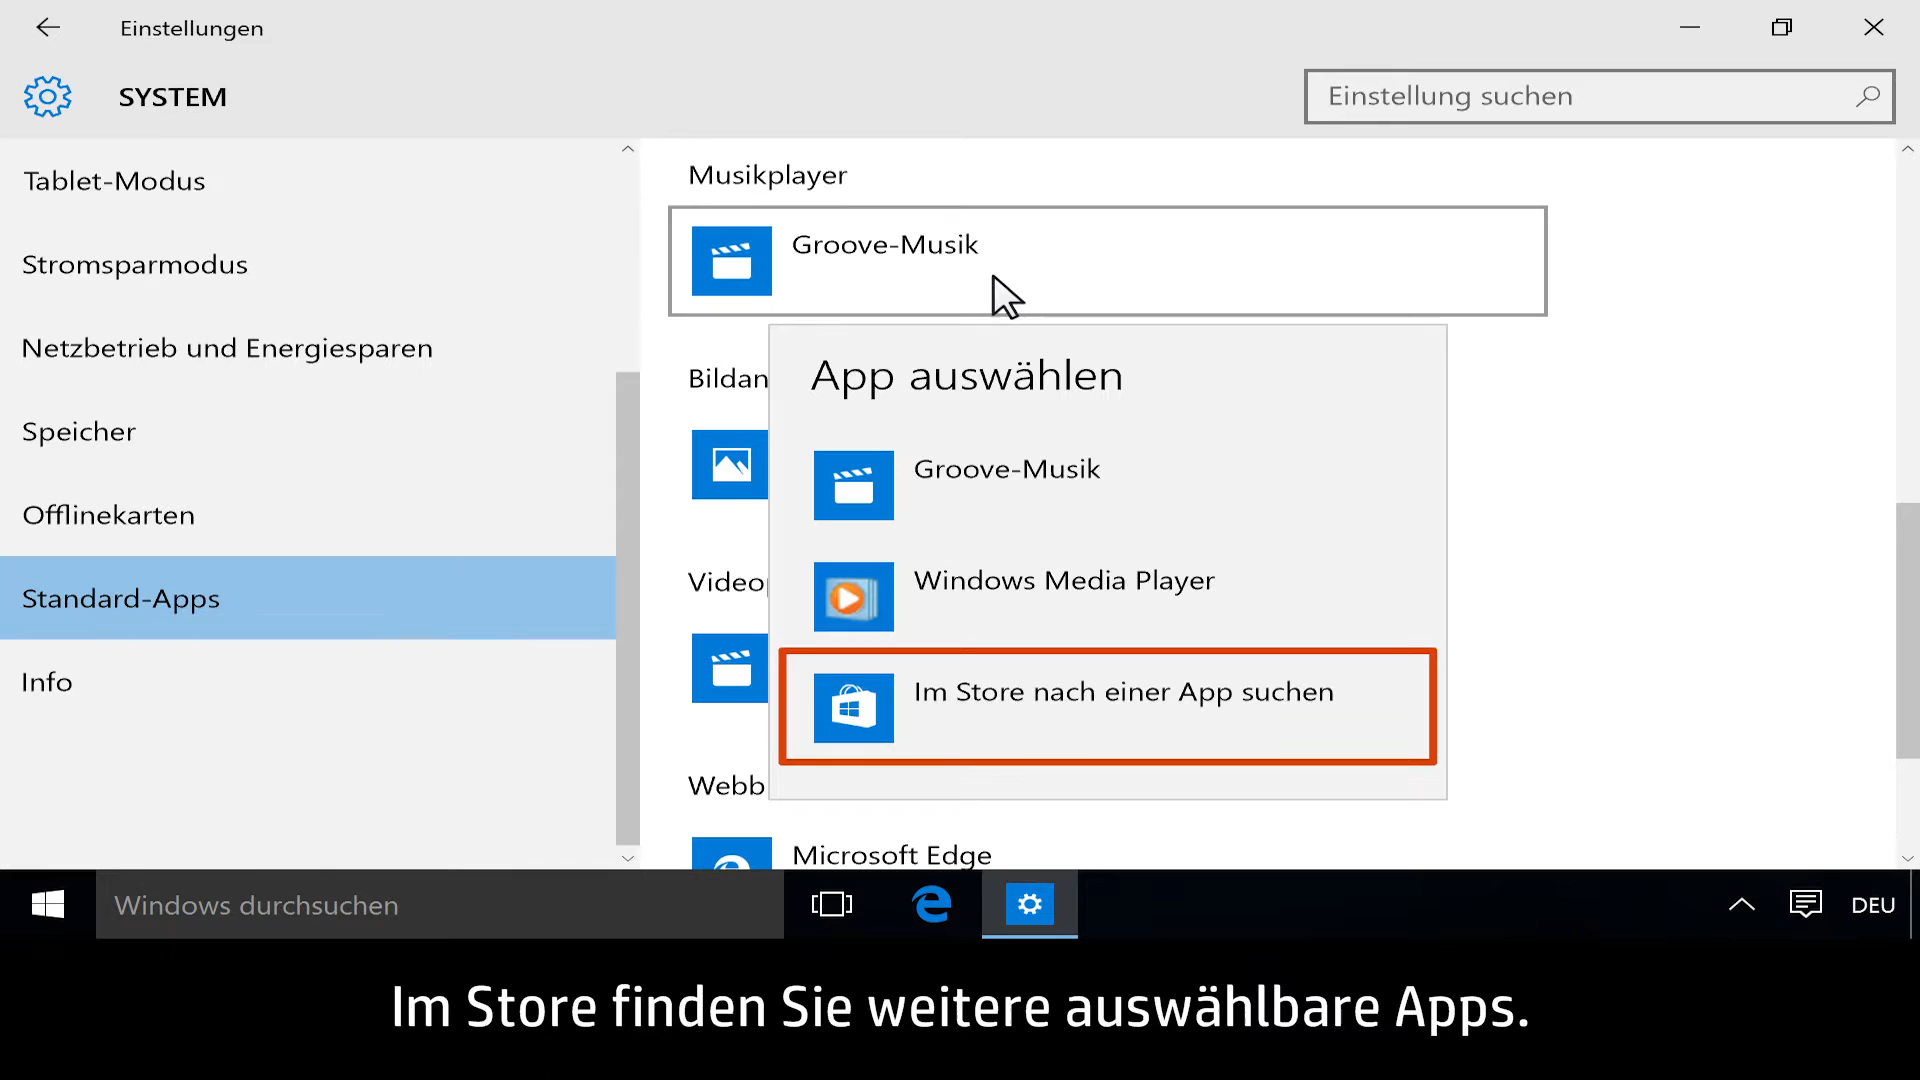 Einstellungen
SYSTEM
Einstellung suchen
Tablet-Modus
Stromsparmodus
Netzbetrieb und Energiesparen
Speicher
Offlinekarten
Standard-Apps
Info
Musikplayer
Groove-Musik
Bildan
App auswählen
Groove-Musik
Windows Media Player
Im Store nach einer App suchen
Video
Webb
Microsoft Edge
Windows durchsuchen
DEU
Im Store finden Sie weitere auswählbare Apps.